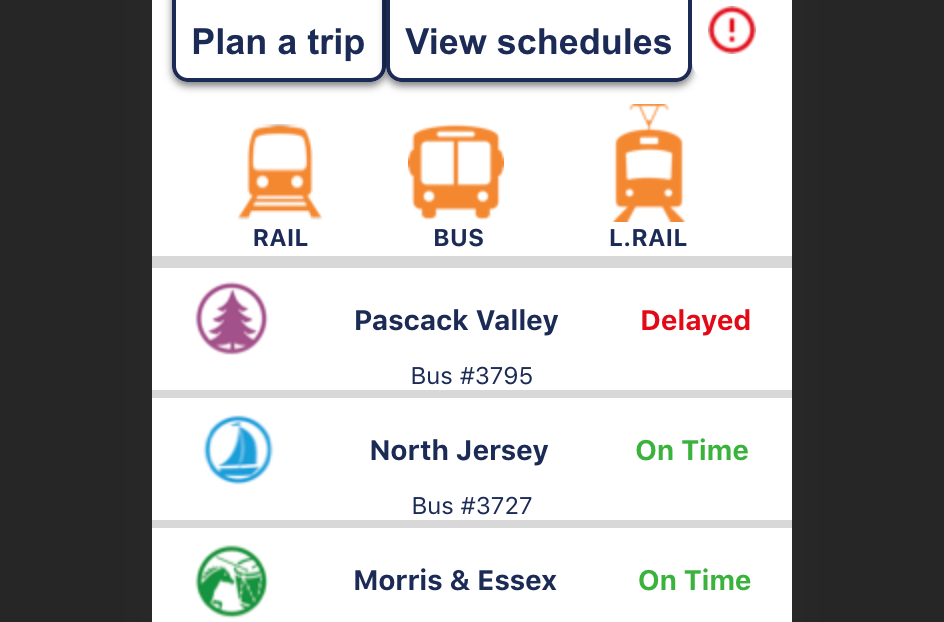 Plan a trip View schedules
RAIL BUS L.RAIL
Pascack Valley Delayed
Bus #3795
North Jersey On Time
Bus #3727
Morris & Essex On Time